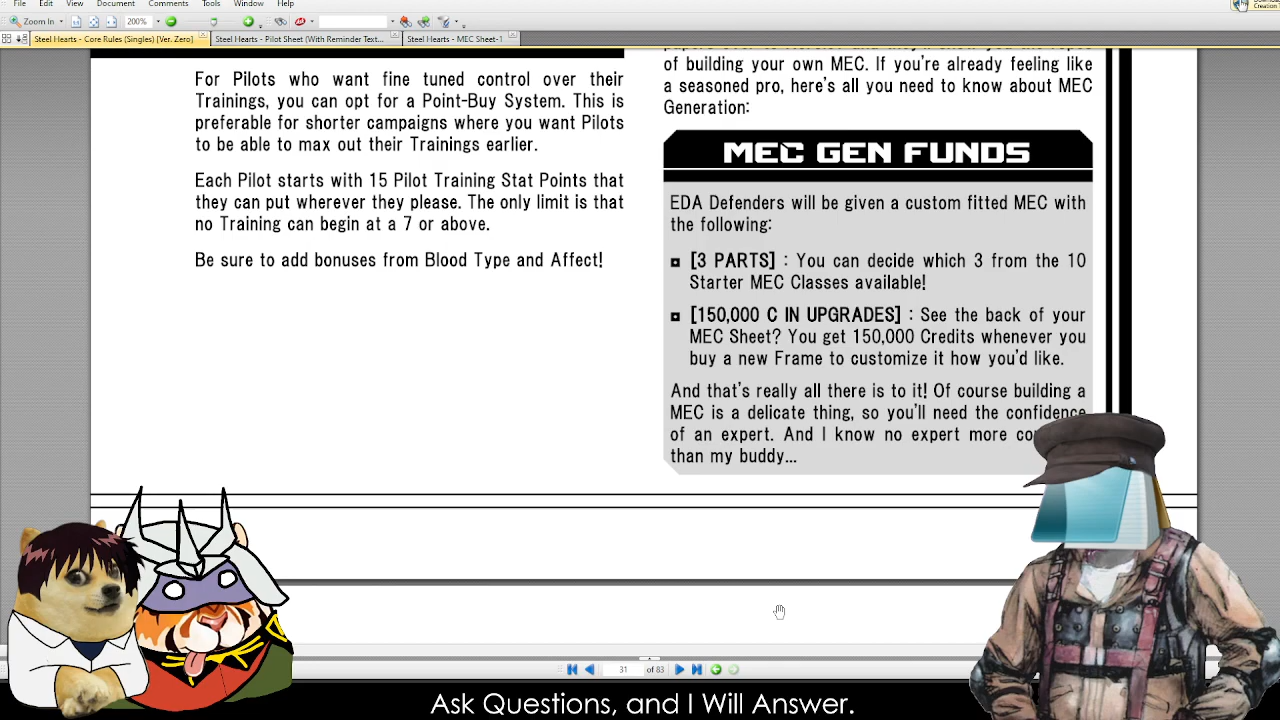 File Edit View Document Comments Tools Window Help
Zoom In 200%
Steel Hearts - Core Rules (Singles) [Ver. Zero] Steel Hearts - Pilot Sheet (With Reminder Text... Steel Hearts - MEC Sheet-1
For Pilots who want fine tuned control over their
Trainings, you can opt for a Point-Buy System. This is
preferable for shorter campaigns where you want Pilots
to be able to max out their Trainings earlier.
Each Pilot starts with 15 Pilot Training Stat Points that
they can put wherever they please. The only limit is that
no Training can begin at a 7 or above.
Be sure to add bonuses from Blood Type and Affect!
of building your own MEC. If you're already feeling like
a seasoned pro, here's all you need to know about MEC
Generation:
MEC GEN FUNDS
EDA Defenders will be given a custom fitted MEC with
the following:
[3 PARTS] : You can decide which 3 from the 10
Starter MEC Classes available!
[150,000 C IN UPGRADES] : See the back of your
MEC Sheet? You get 150,000 Credits whenever you
buy a new Frame to customize it how you'd like.
And that's really all there is to it! Of course building a
MEC is a delicate thing, so you'll need the confidence
of an expert. And I know no expert more
than my buddy...
31 of 83
Ask Questions, and I Will Answer.